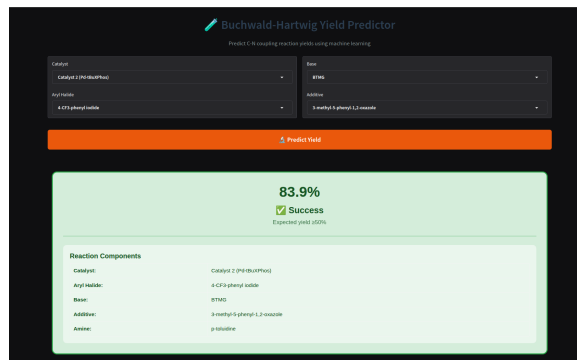 🧪 Buchwald-Hartwig Yield Predictor
Predict C-N coupling reaction yields using machine learning
Catalyst
Catalyst 2 (Pd-tBuXPhos)
Base
BTMG
Aryl Halide
4-CF3-phenyl iodide
Additive
3-methyl-5-phenyl-1,2-oxazole
🔬 Predict Yield
83.9%
✅ Success
Expected yield ≥50%
Reaction Components
Catalyst: Catalyst 2 (Pd-tBuXPhos)
Aryl Halide: 4-CF3-phenyl iodide
Base: BTMG
Additive: 3-methyl-5-phenyl-1,2-oxazole
Amine: p-toluidine